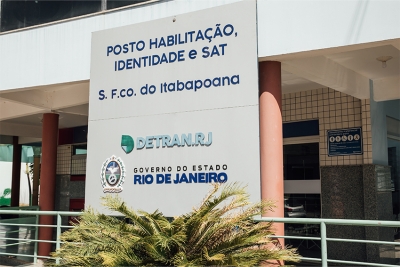 POSTO HABILITAÇÃO,
IDENTIDADE e SAT
S. F.co. do Itabapoana
DETRAN.RJ
GOVERNO DO ESTADO
RIO DE JANEIRO